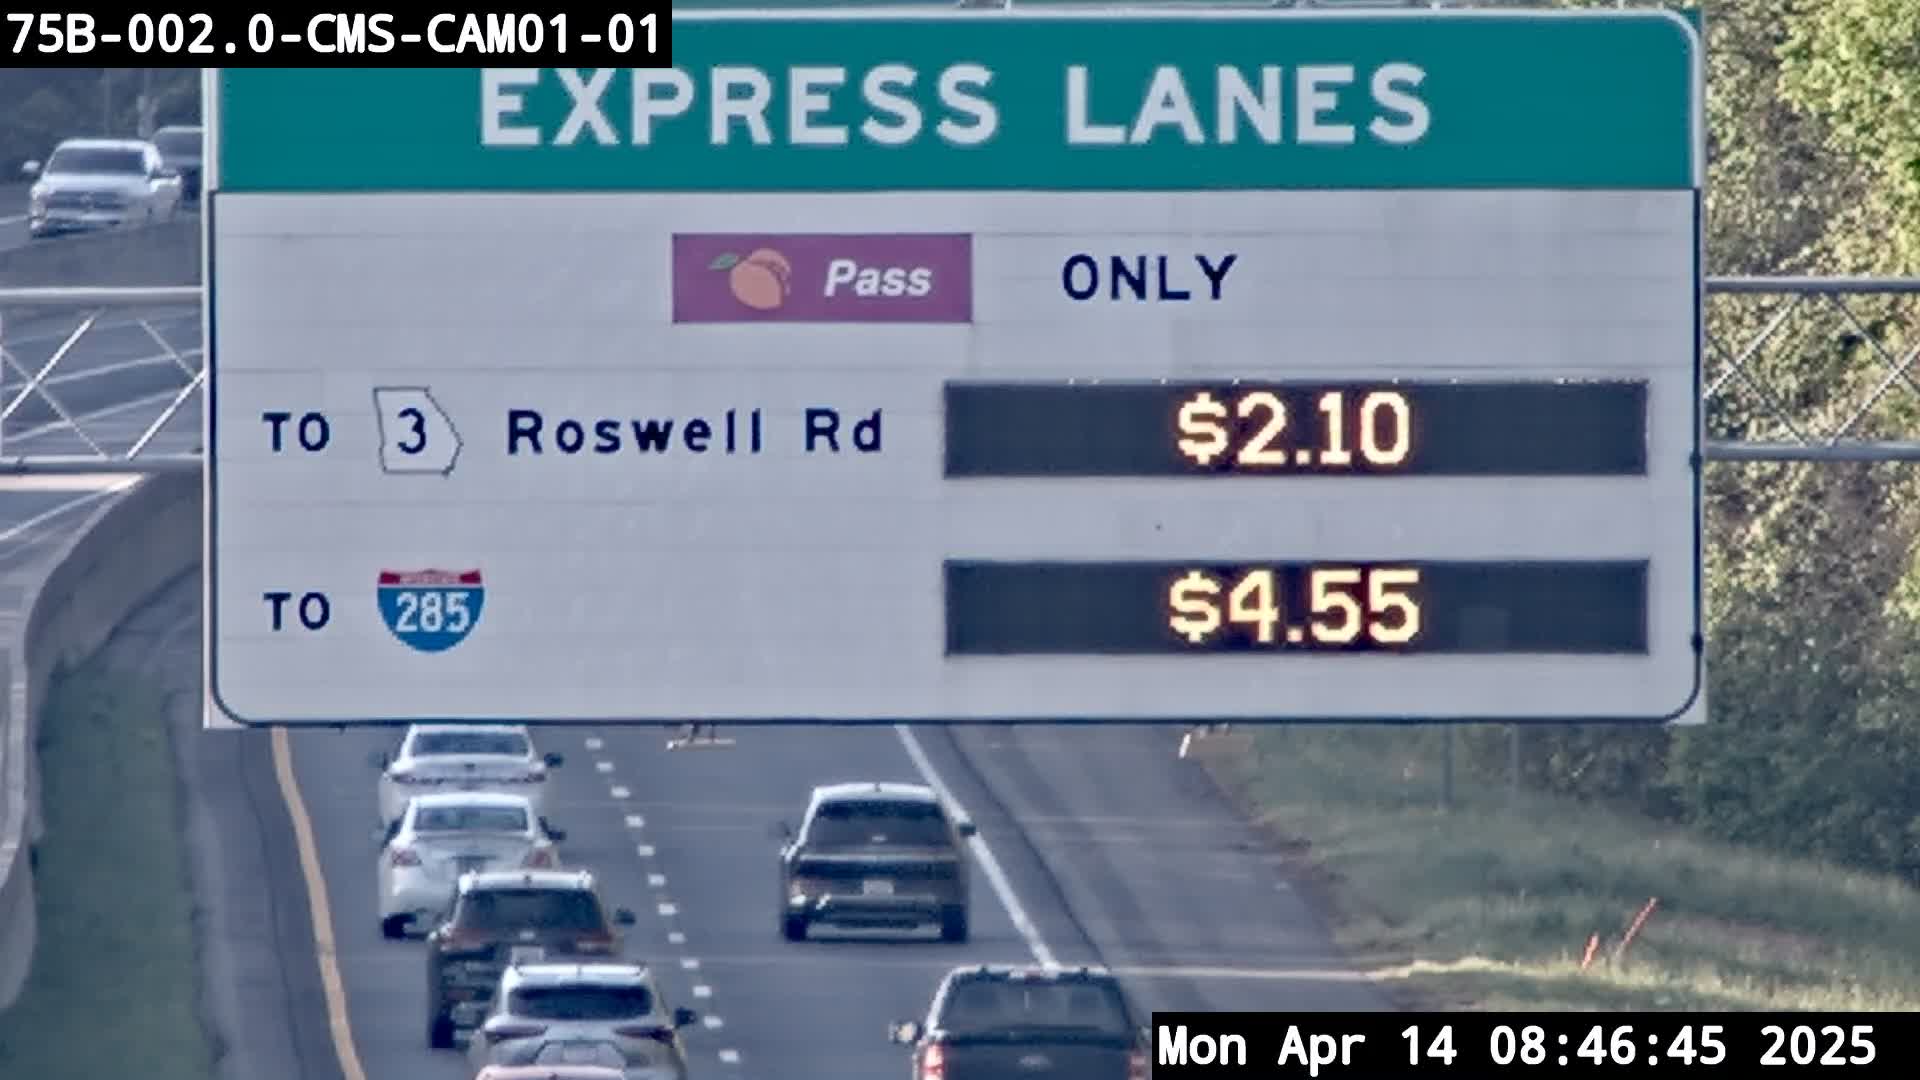 75B-002.0-CMS-CAM01-01
EXPRESS LANES
Pass ONLY
TO 3 Roswell Rd $2.10
TO 285 $4.55
Mon Apr 14 08:46:45 2025